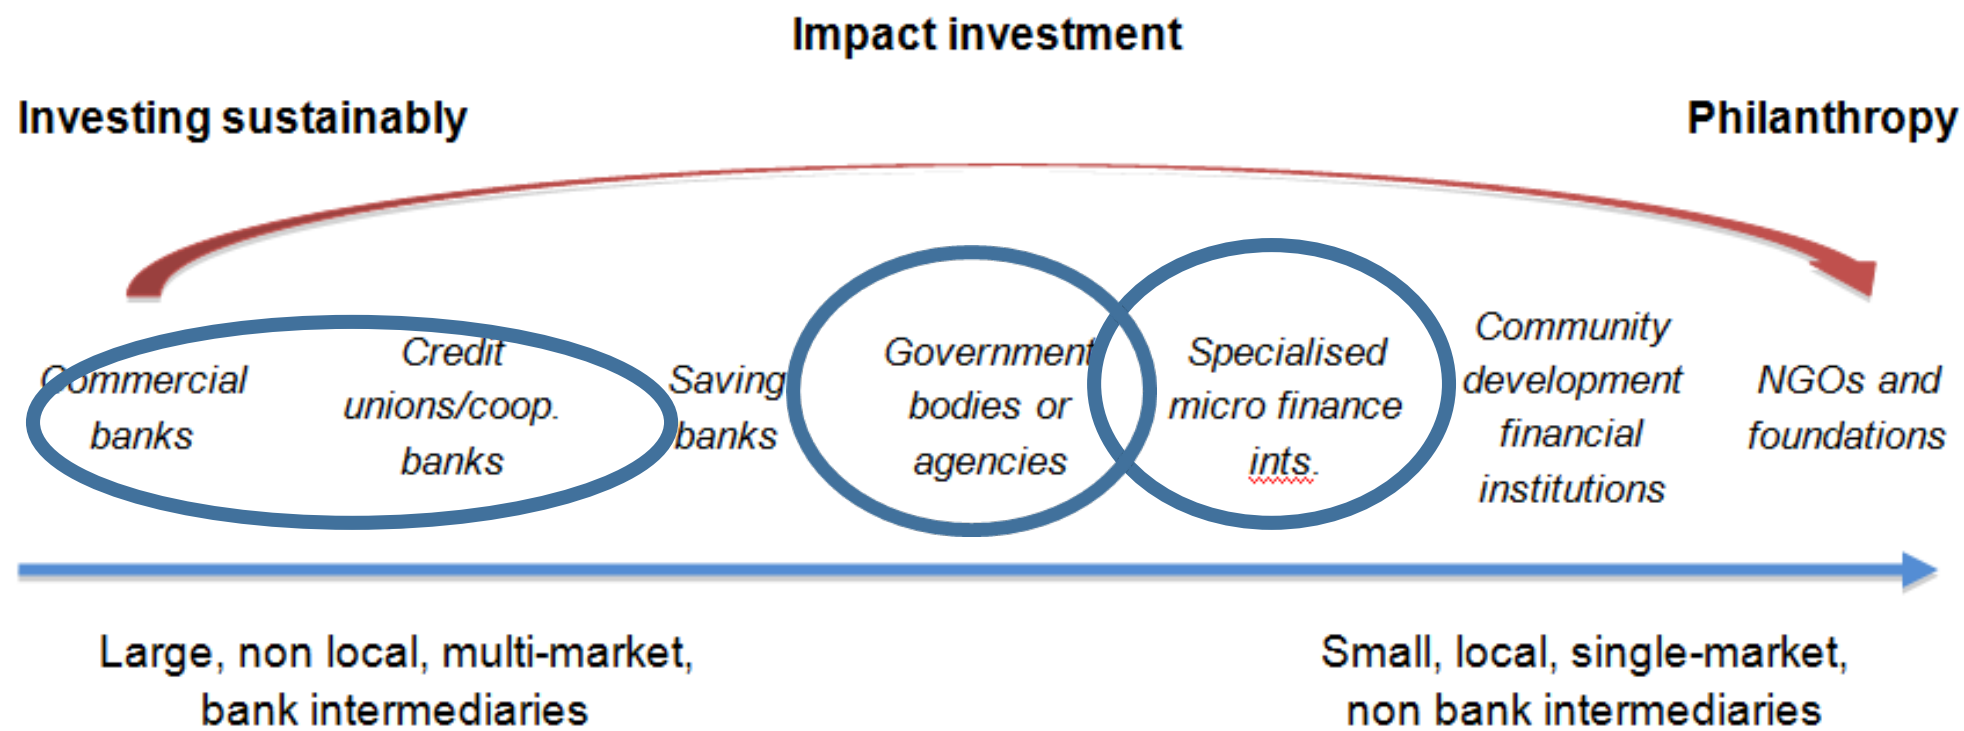 Impact investment
Investing sustainably
Philanthropy
Commercial
banks
Credit
unions/coop.
banks
Saving
banks
Government
bodies or
agencies
Specialised
micro finance
ints.
Community
development
financial
institutions
NGOs and
foundations
Large, non local, multi-market,
bank intermediaries
Small, local, single-market,
non bank intermediaries